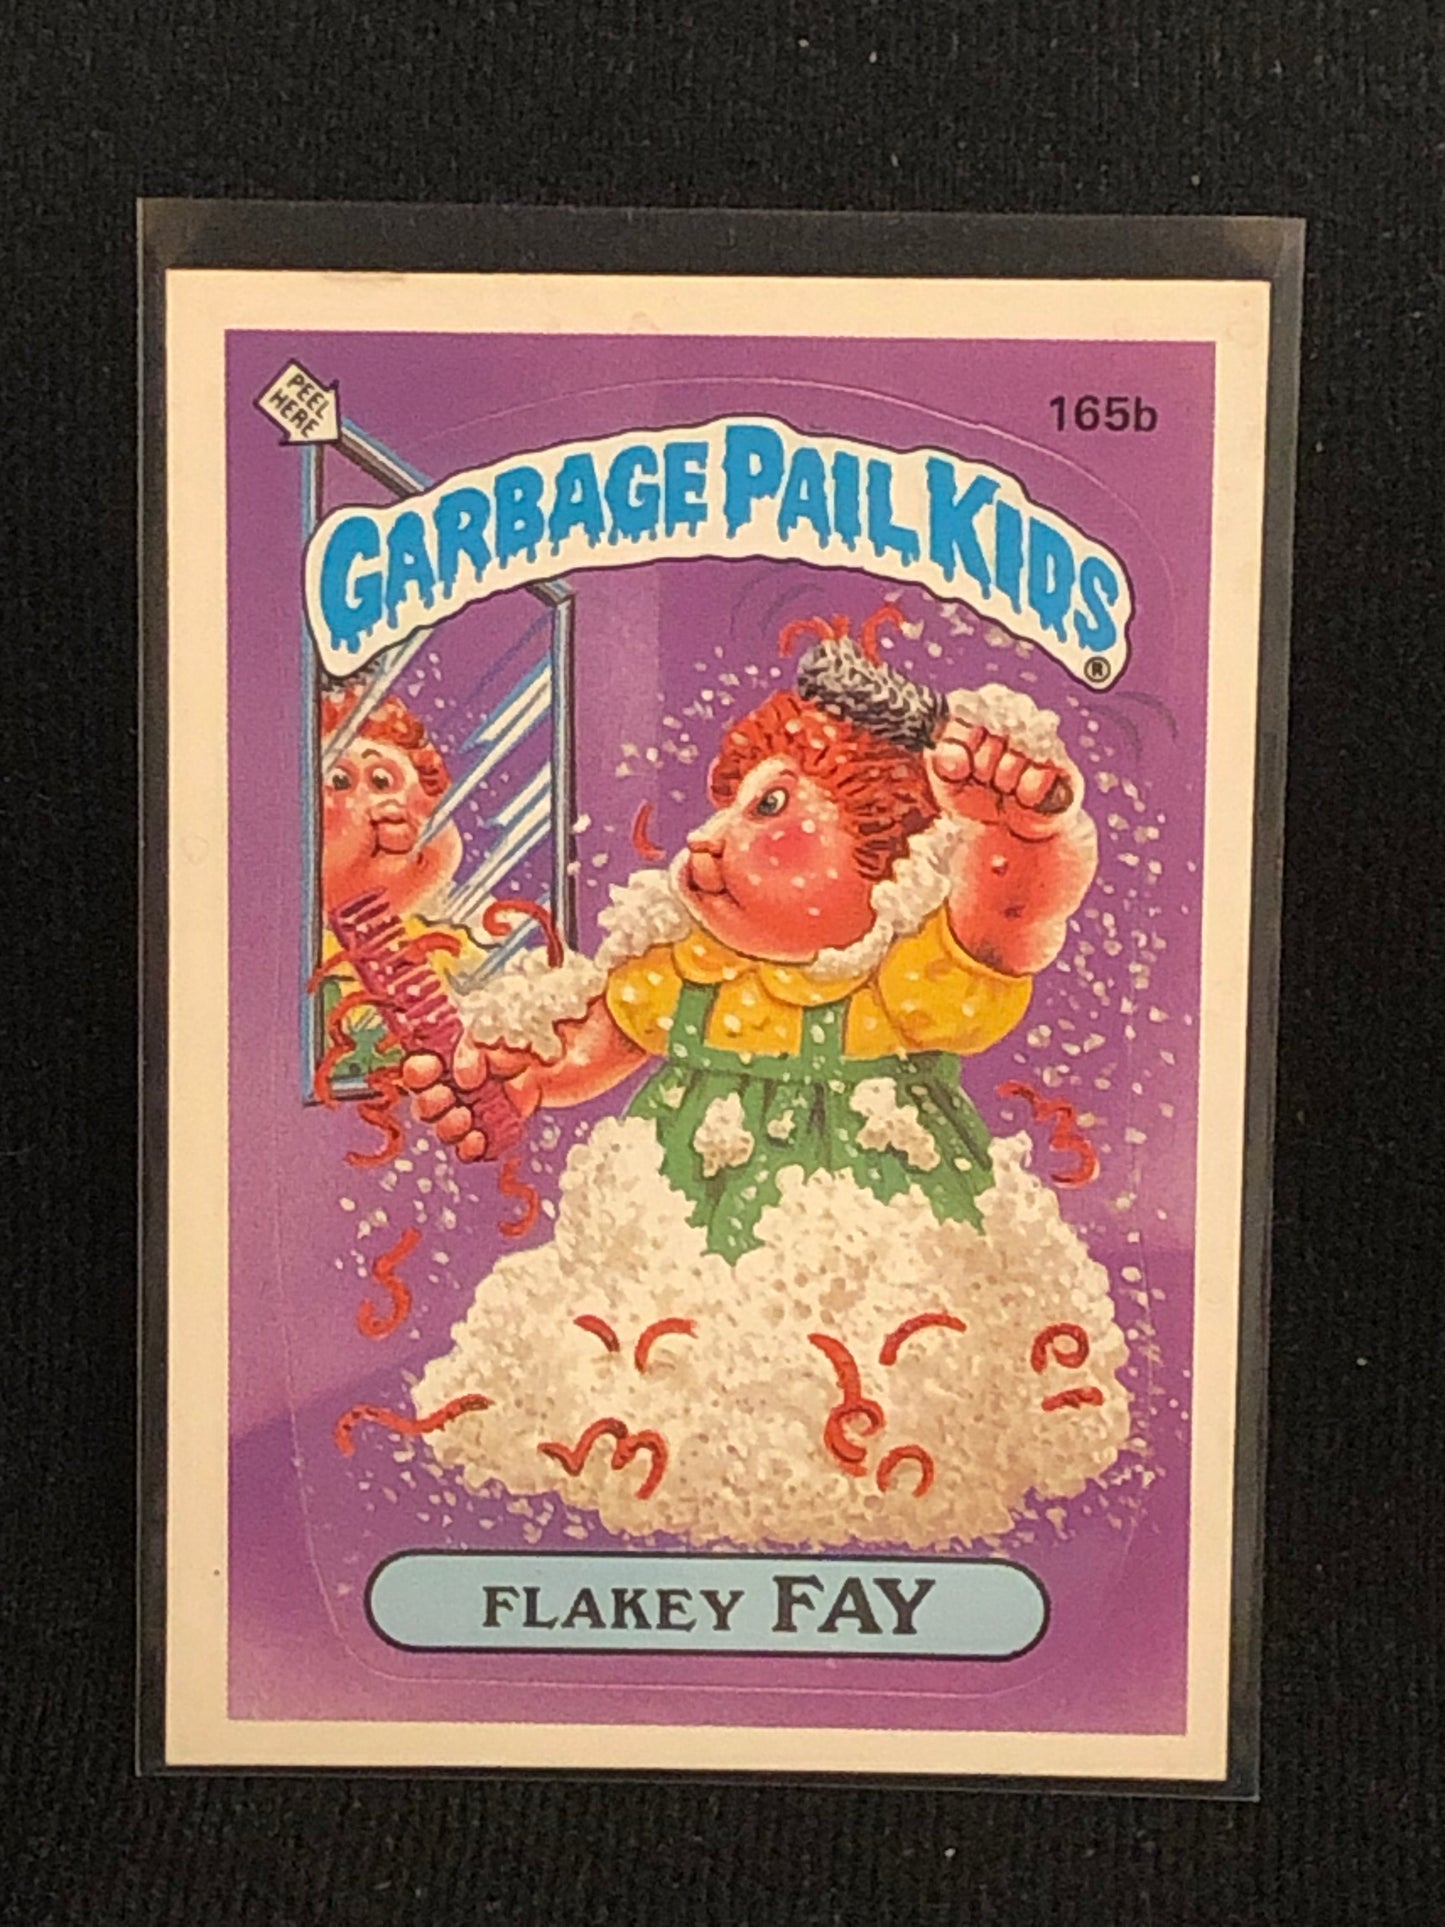 PEEL
HERE
165b
GARBAGE PAIL KIDS
®
FLAKEY FAY